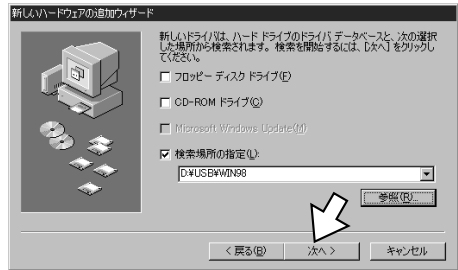 新しいハードウェアの追加ウィザード
新しいドライバは、ハード ドライブのドライバ データベースと、次の選択
した場所から検索されます。検索を開始するには、[次へ] をクリックし
てください。
フロッピー ディスク ドライブ(F)
CD-ROM ドライブ(C)
Microsoft Windows Update(M)
検索場所の指定(L):
D:¥USB¥WIN98
参照(R)...
< 戻る(B)
次へ >
キャンセル